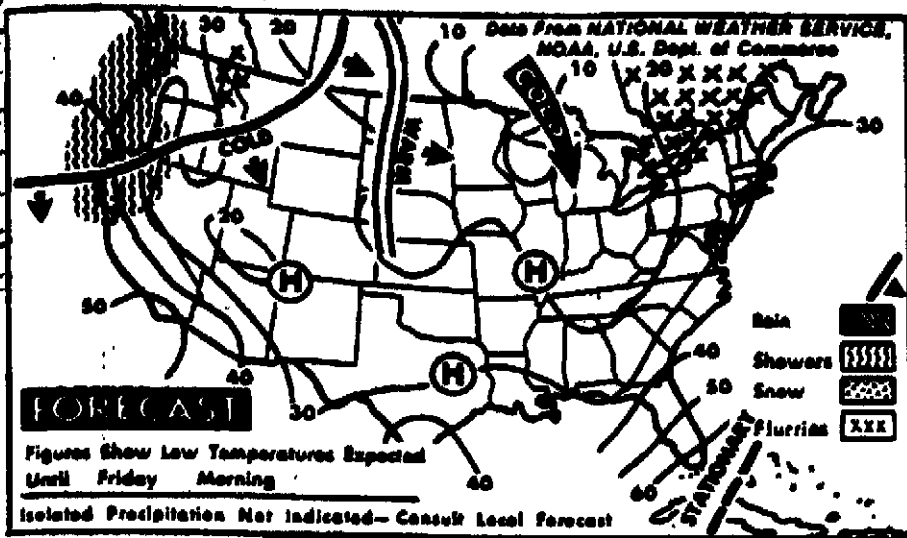 Data From NATIONAL WEATHER SERVICE,
NOAA, U.S. Dept. of Commerce
30
20
10
10
20
40
30
COLD
COLD
WARM
20
H
H
H
50
40
30
40
40
50
60
STATIONARY
Rain
Showers
Snow
Flurries
FORECAST
Figures Show Low Temperatures Expected
Until Friday Morning
Isolated Precipitation Not Indicated— Consult Local Forecast